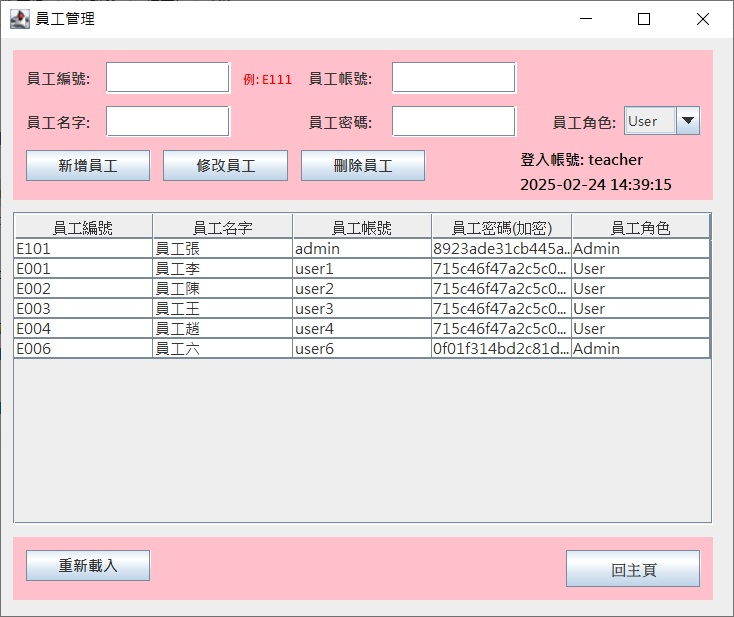 員工管理
員工編號: 例: E111 員工帳號:
員工名字: 員工密碼: 員工角色: User
新增員工 修改員工 刪除員工 登入帳號: teacher
2025-02-24 14:39:15
員工編號 員工名字 員工帳號 員工密碼(加密) 員工角色
E101 員工張 admin 8923ade31cb445a... Admin
E001 員工李 user1 715c46f47a2c5c0... User
E002 員工陳 user2 715c46f47a2c5c0... User
E003 員工王 user3 715c46f47a2c5c0... User
E004 員工趙 user4 715c46f47a2c5c0... User
E006 員工六 user6 0f01f314bd2c81d... Admin
重新載入 回主頁